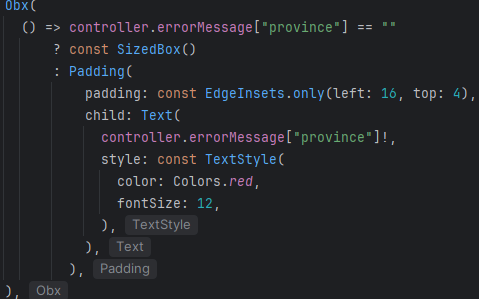 Obx(
  () => controller.errorMessage["province"] == ""
      ? const SizedBox()
      : Padding(
          padding: const EdgeInsets.only(left: 16, top: 4),
          child: Text(
            controller.errorMessage["province"]!,
            style: const TextStyle(
              color: Colors.red,
              fontSize: 12,
            ), TextStyle
          ), Text
        ), Padding
), Obx